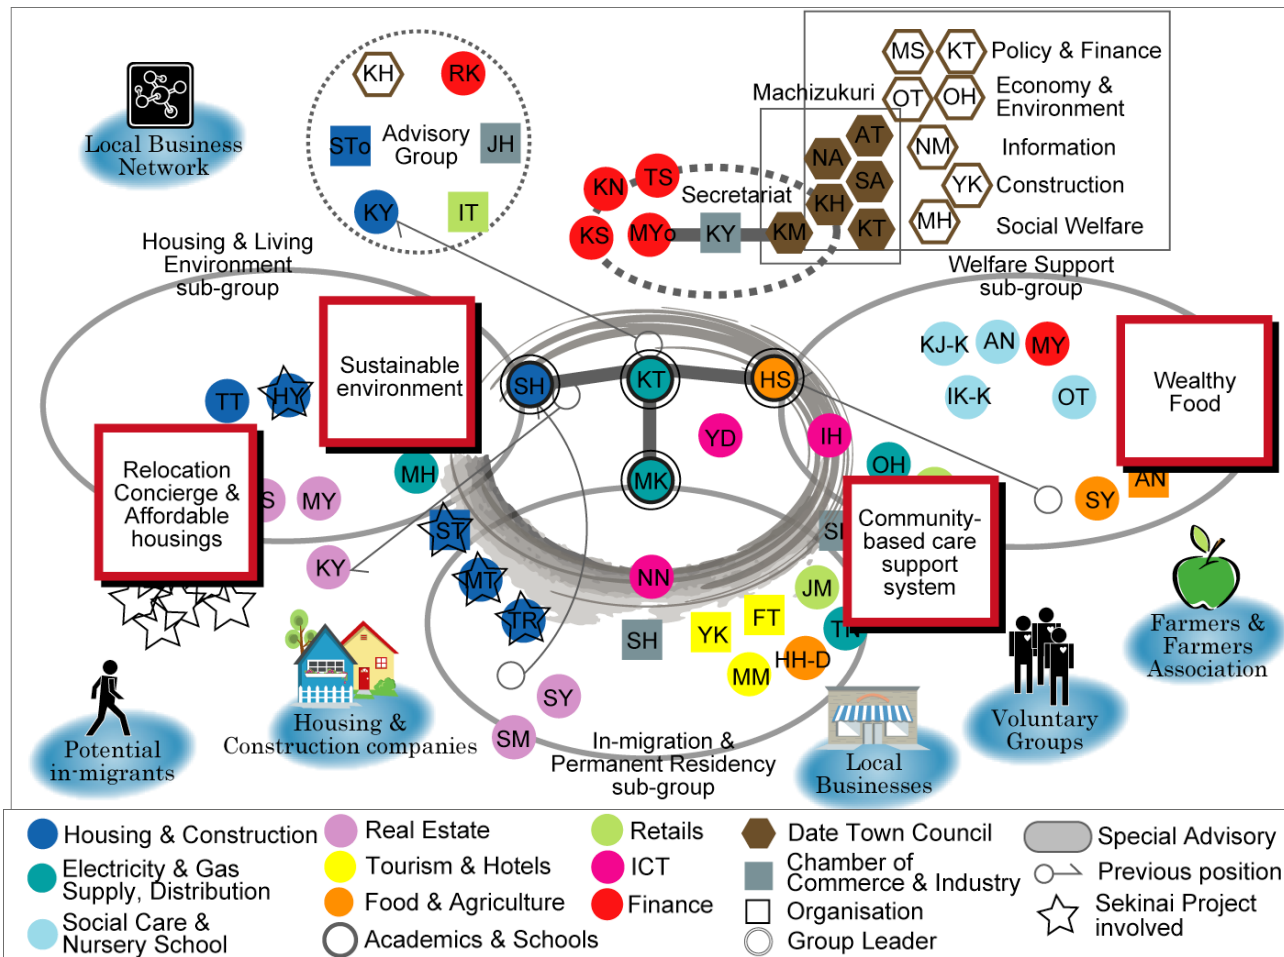 MS
KT
Policy & Finance
KH
RK
OT
OH
Economy &
Environment
Machizukuri
Local Business
Network
STo
Advisory
Group
JH
AT
NA
NM
Information
SA
YK
Construction
KN
TS
Secretariat
KH
KY
IT
KS
MYo
KY
KM
KT
MH
Social Welfare
Housing & Living
Environment
sub-group
Welfare Support
sub-group
KJ-K
AN
MY
IK-K
OT
Sustainable
environment
SH
KT
HS
Wealthy
Food
TT
HY
YD
IH
OH
MK
MH
SY
AN
Relocation
Concierge &
Affordable
housings
S
MY
ST
Community-
based care
support
system
KY
MT
NN
JM
TR
SH
YK
FT
TN
HH-D
MM
SY
SM
Farmers &
Farmers
Association
Housing &
Construction companies
Voluntary
Groups
Potential
in-migrants
In-migration &
Permanent Residency
sub-group
Local
Businesses
Housing & Construction
Electricity & Gas
Supply, Distribution
Social Care &
Nursery School
Real Estate
Tourism & Hotels
Food & Agriculture
Academics & Schools
Retails
ICT
Finance
Date Town Council
Chamber of
Commerce & Industry
Organisation
Group Leader
Special Advisory
Previous position
Sekinai Project
involved